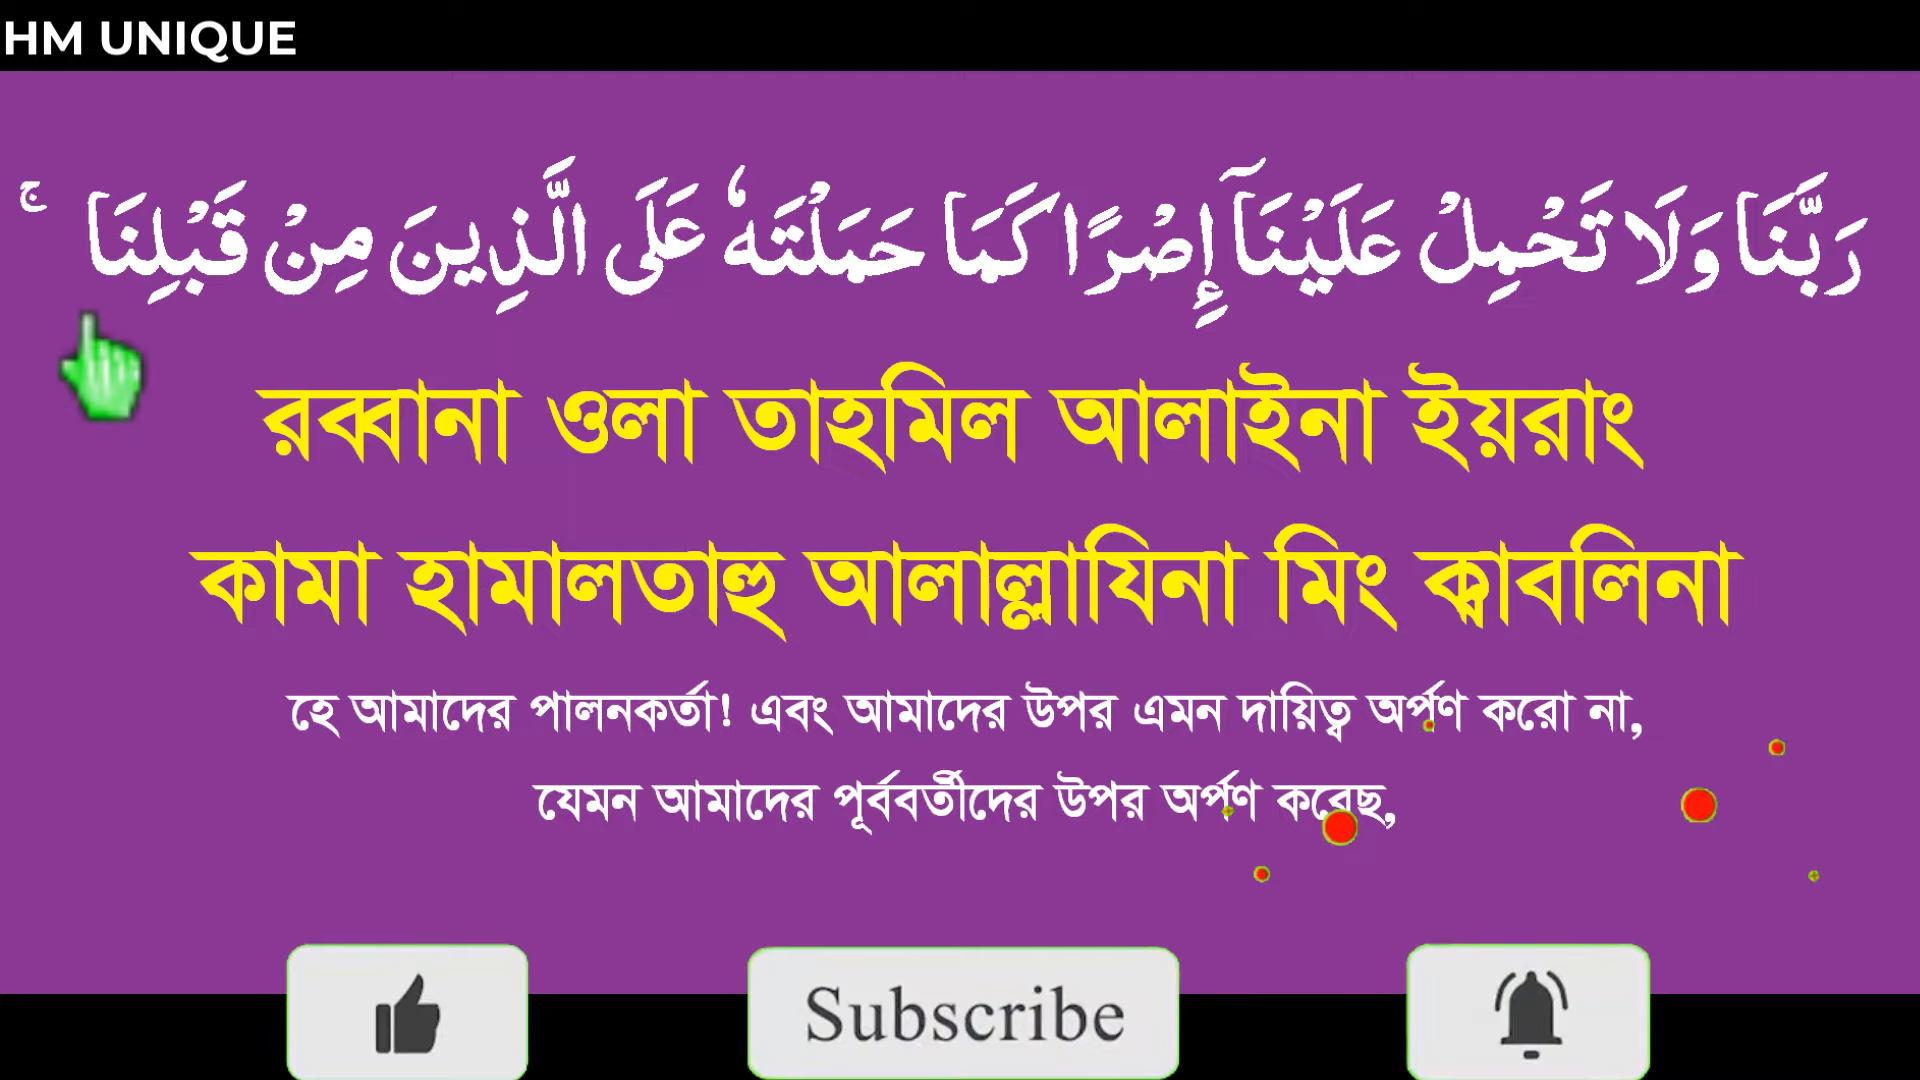 HM UNIQUE
رَبَّنَا وَلَا تَحْمِلْ عَلَيْنَآ إِصْرًا كَمَا حَمَلْتَهُۥ عَلَى الَّذِينَ مِنْ قَبْلِنَا ۚ
রব্বানা ওলা তাহমিল আলাইনা ইয়রাং
কামা হামালতাহু আলাল্লাযিনা মিং ক্বাবলিনা
হে আমাদের পালনকর্তা! এবং আমাদের উপর এমন দায়িত্ব অর্পণ করো না,
যেমন আমাদের পূর্ববর্তীদের উপর অর্পণ করেছ,
Subscribe